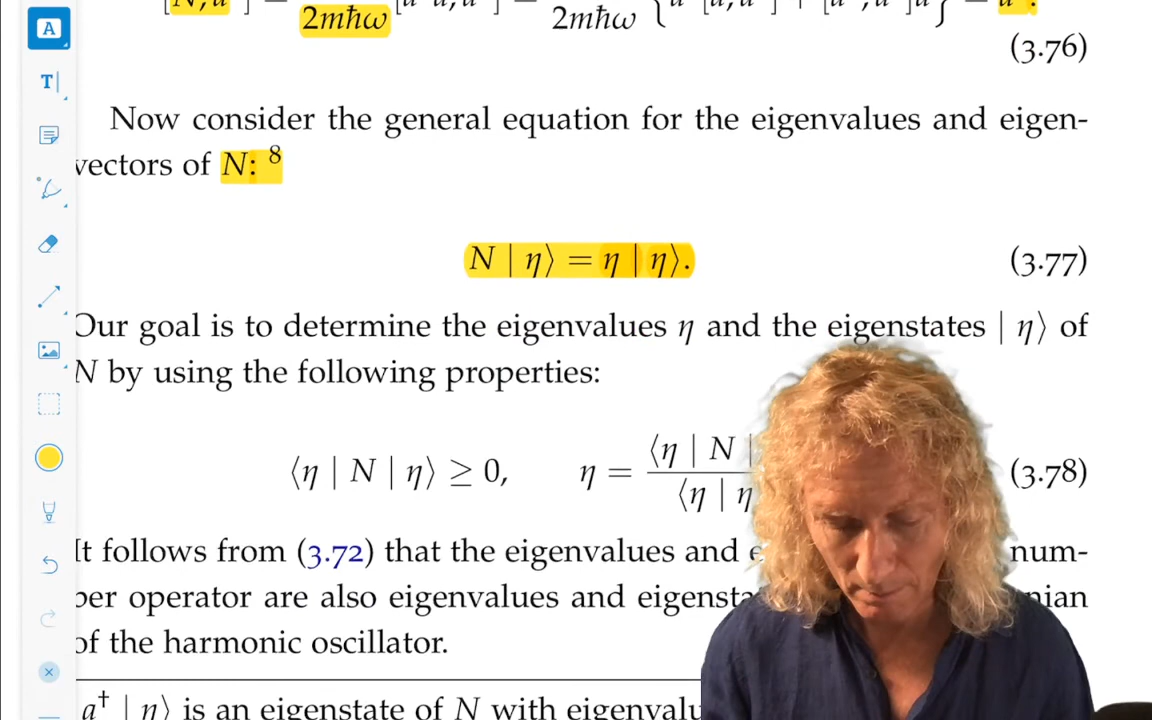 2mħω 2mħω
(3.76)
Now consider the general equation for the eigenvalues and eigen-
vectors of N: 8
N | η⟩ = η | η⟩. (3.77)
Our goal is to determine the eigenvalues η and the eigenstates | η⟩ of
N by using the following properties:
⟨η | N | η⟩ ≥ 0, η = ⟨η | N | / ⟨η | η (3.78)
It follows from (3.72) that the eigenvalues and num-
ber operator are also eigenvalues and
of the harmonic oscillator.
a† | η⟩ is an eigenstate of N with
A
T